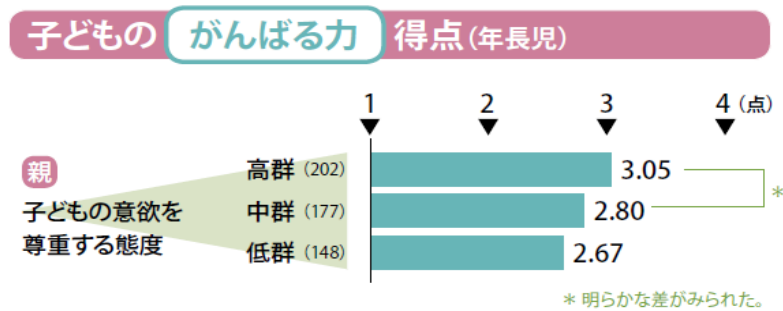 子どもの がんばる力 得点(年長児)
1 2 3 4(点)
親
子どもの意欲を
尊重する態度
高群(202) 3.05
中群(177) 2.80
低群(148) 2.67
*
*明らかな差がみられた。